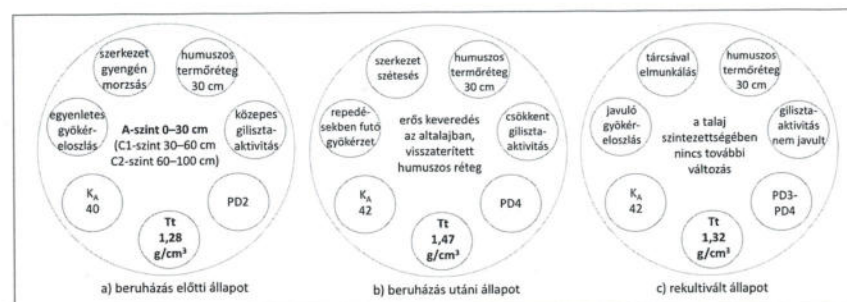 szerkezet
gyengén
morzsás
humuszos
termőréteg
30 cm
egyenletes
gyökér-
eloszlás
A-szint 0–30 cm
(C1-szint 30–60 cm
C2-szint 60–100 cm)
közepes
giliszta-
aktivitás
KA
40
Tt
1,28
g/cm³
PD2
a) beruházás előtti állapot
szerkezet
szétesés
humuszos
termőréteg
30 cm
repedé-
sekben futó
gyökérzet
erős keveredés
az altalajban,
visszaterített
humuszos réteg
csökkent
giliszta-
aktivitás
KA
42
Tt
1,47
g/cm³
PD4
b) beruházás utáni állapot
tárcsával
elmunkálás
humuszos
termőréteg
30 cm
javuló
gyökér-
eloszlás
a talaj
szintezettségében
nincs további
változás
giliszta-
aktivitás
nem javult
KA
42
Tt
1,32
g/cm³
PD3-
PD4
c) rekultivált állapot